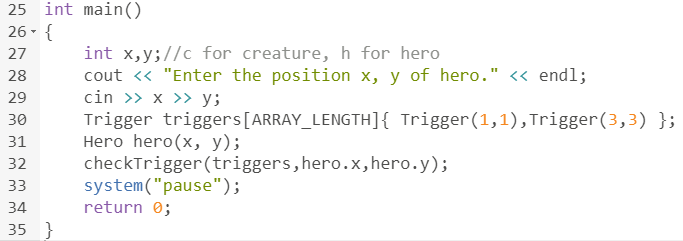 25 int main()
26 {
27     int x,y;//c for creature, h for hero
28     cout << "Enter the position x, y of hero." << endl;
29     cin >> x >> y;
30     Trigger triggers[ARRAY_LENGTH]{ Trigger(1,1),Trigger(3,3) };
31     Hero hero(x, y);
32     checkTrigger(triggers,hero.x,hero.y);
33     system("pause");
34     return 0;
35 }